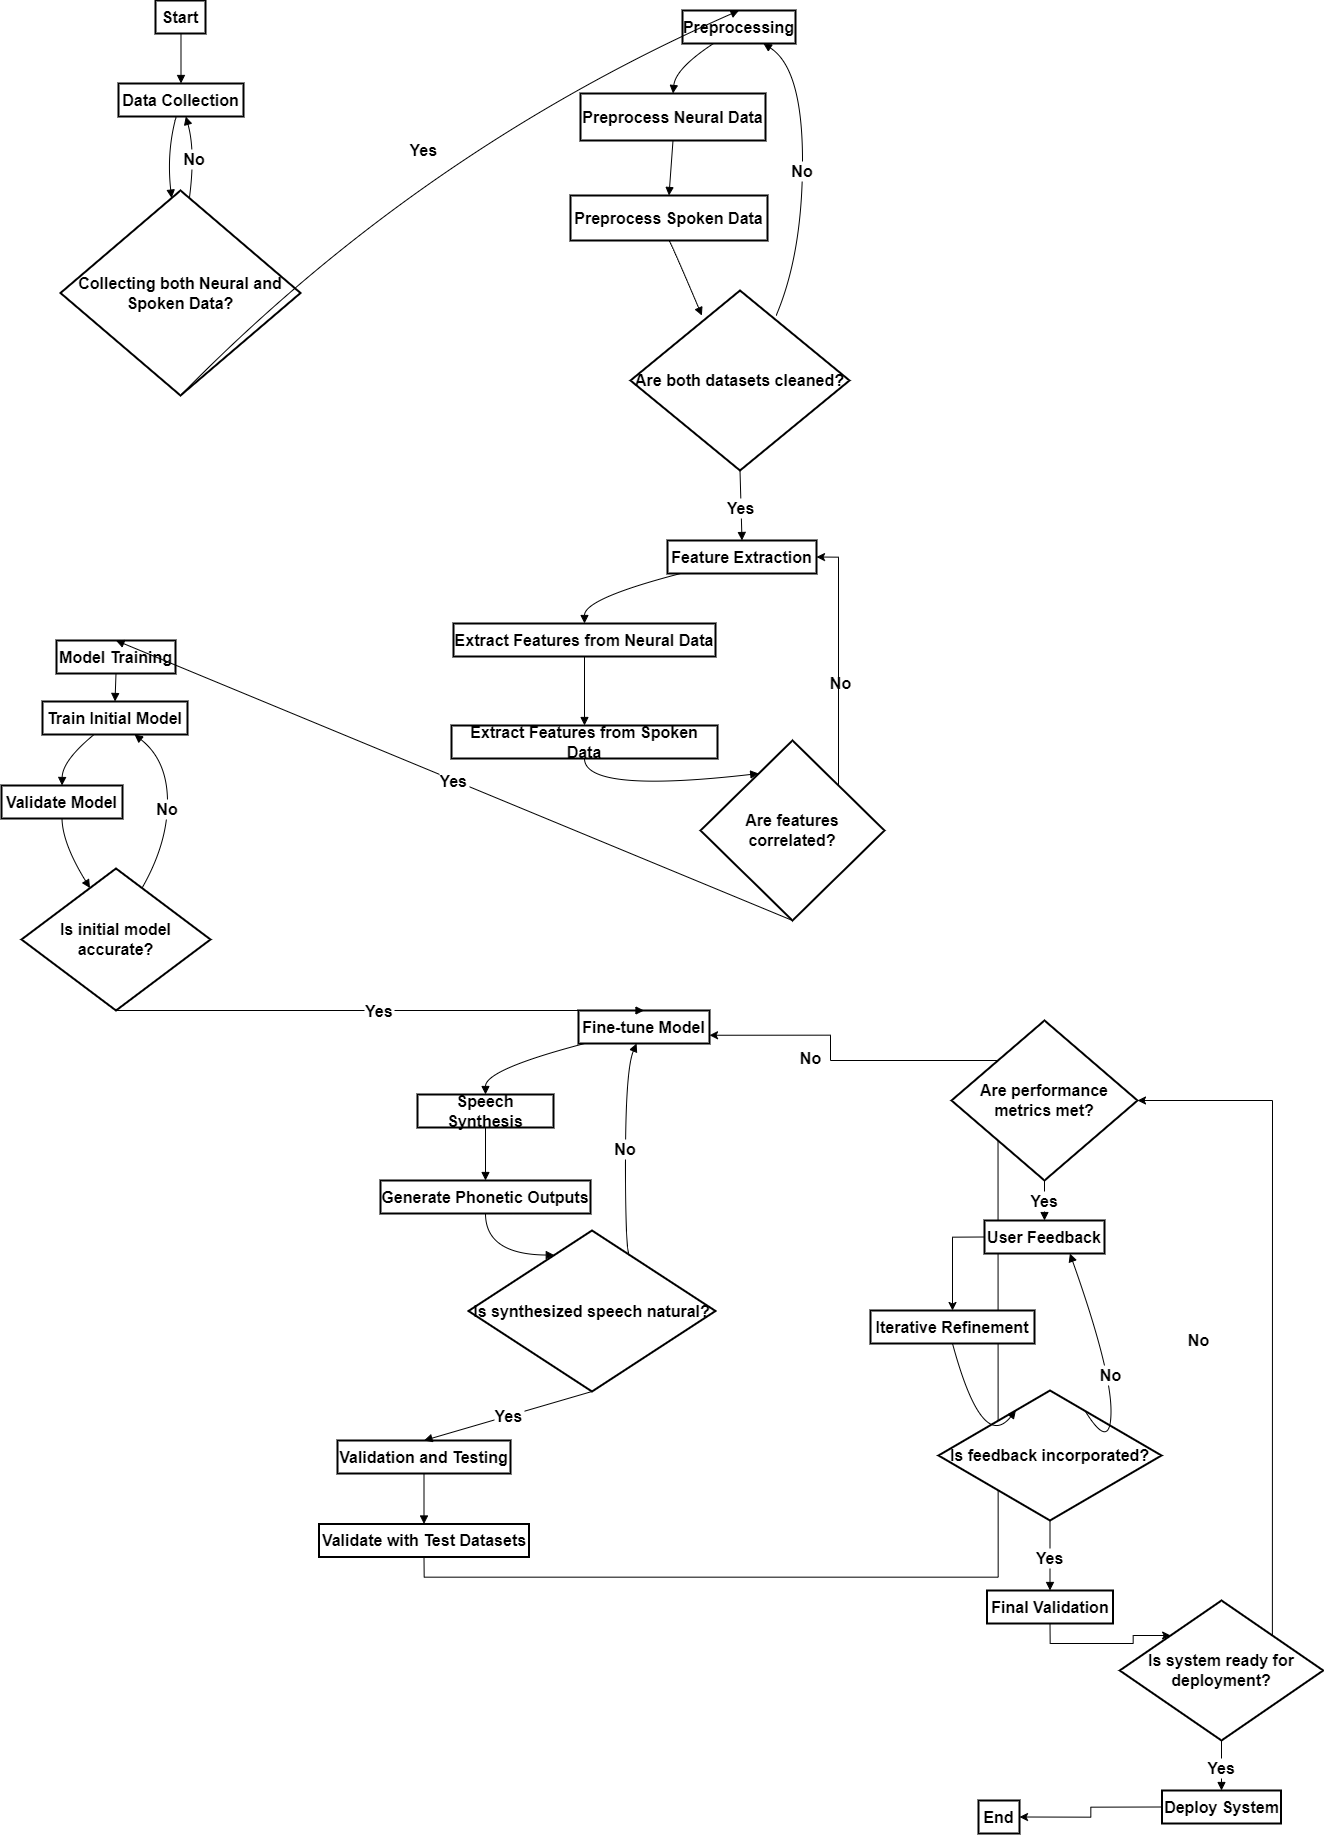 Start
Data Collection
No
Collecting both Neural and
Spoken Data?
Yes
Preprocessing
Preprocess Neural Data
Preprocess Spoken Data
No
Are both datasets cleaned?
Yes
Feature Extraction
Extract Features from Neural Data
Extract Features from Spoken
Data
No
Are features
correlated?
Yes
Model Training
Train Initial Model
Validate Model
No
Is initial model
accurate?
Yes
Fine-tune Model
Speech
Synthesis
Generate Phonetic Outputs
No
Is synthesized speech natural?
Yes
Validation and Testing
Validate with Test Datasets
Are performance
metrics met?
No
Yes
User Feedback
Iterative Refinement
No
Is feedback incorporated?
Yes
Final Validation
Is system ready for
deployment?
No
Yes
Deploy System
End